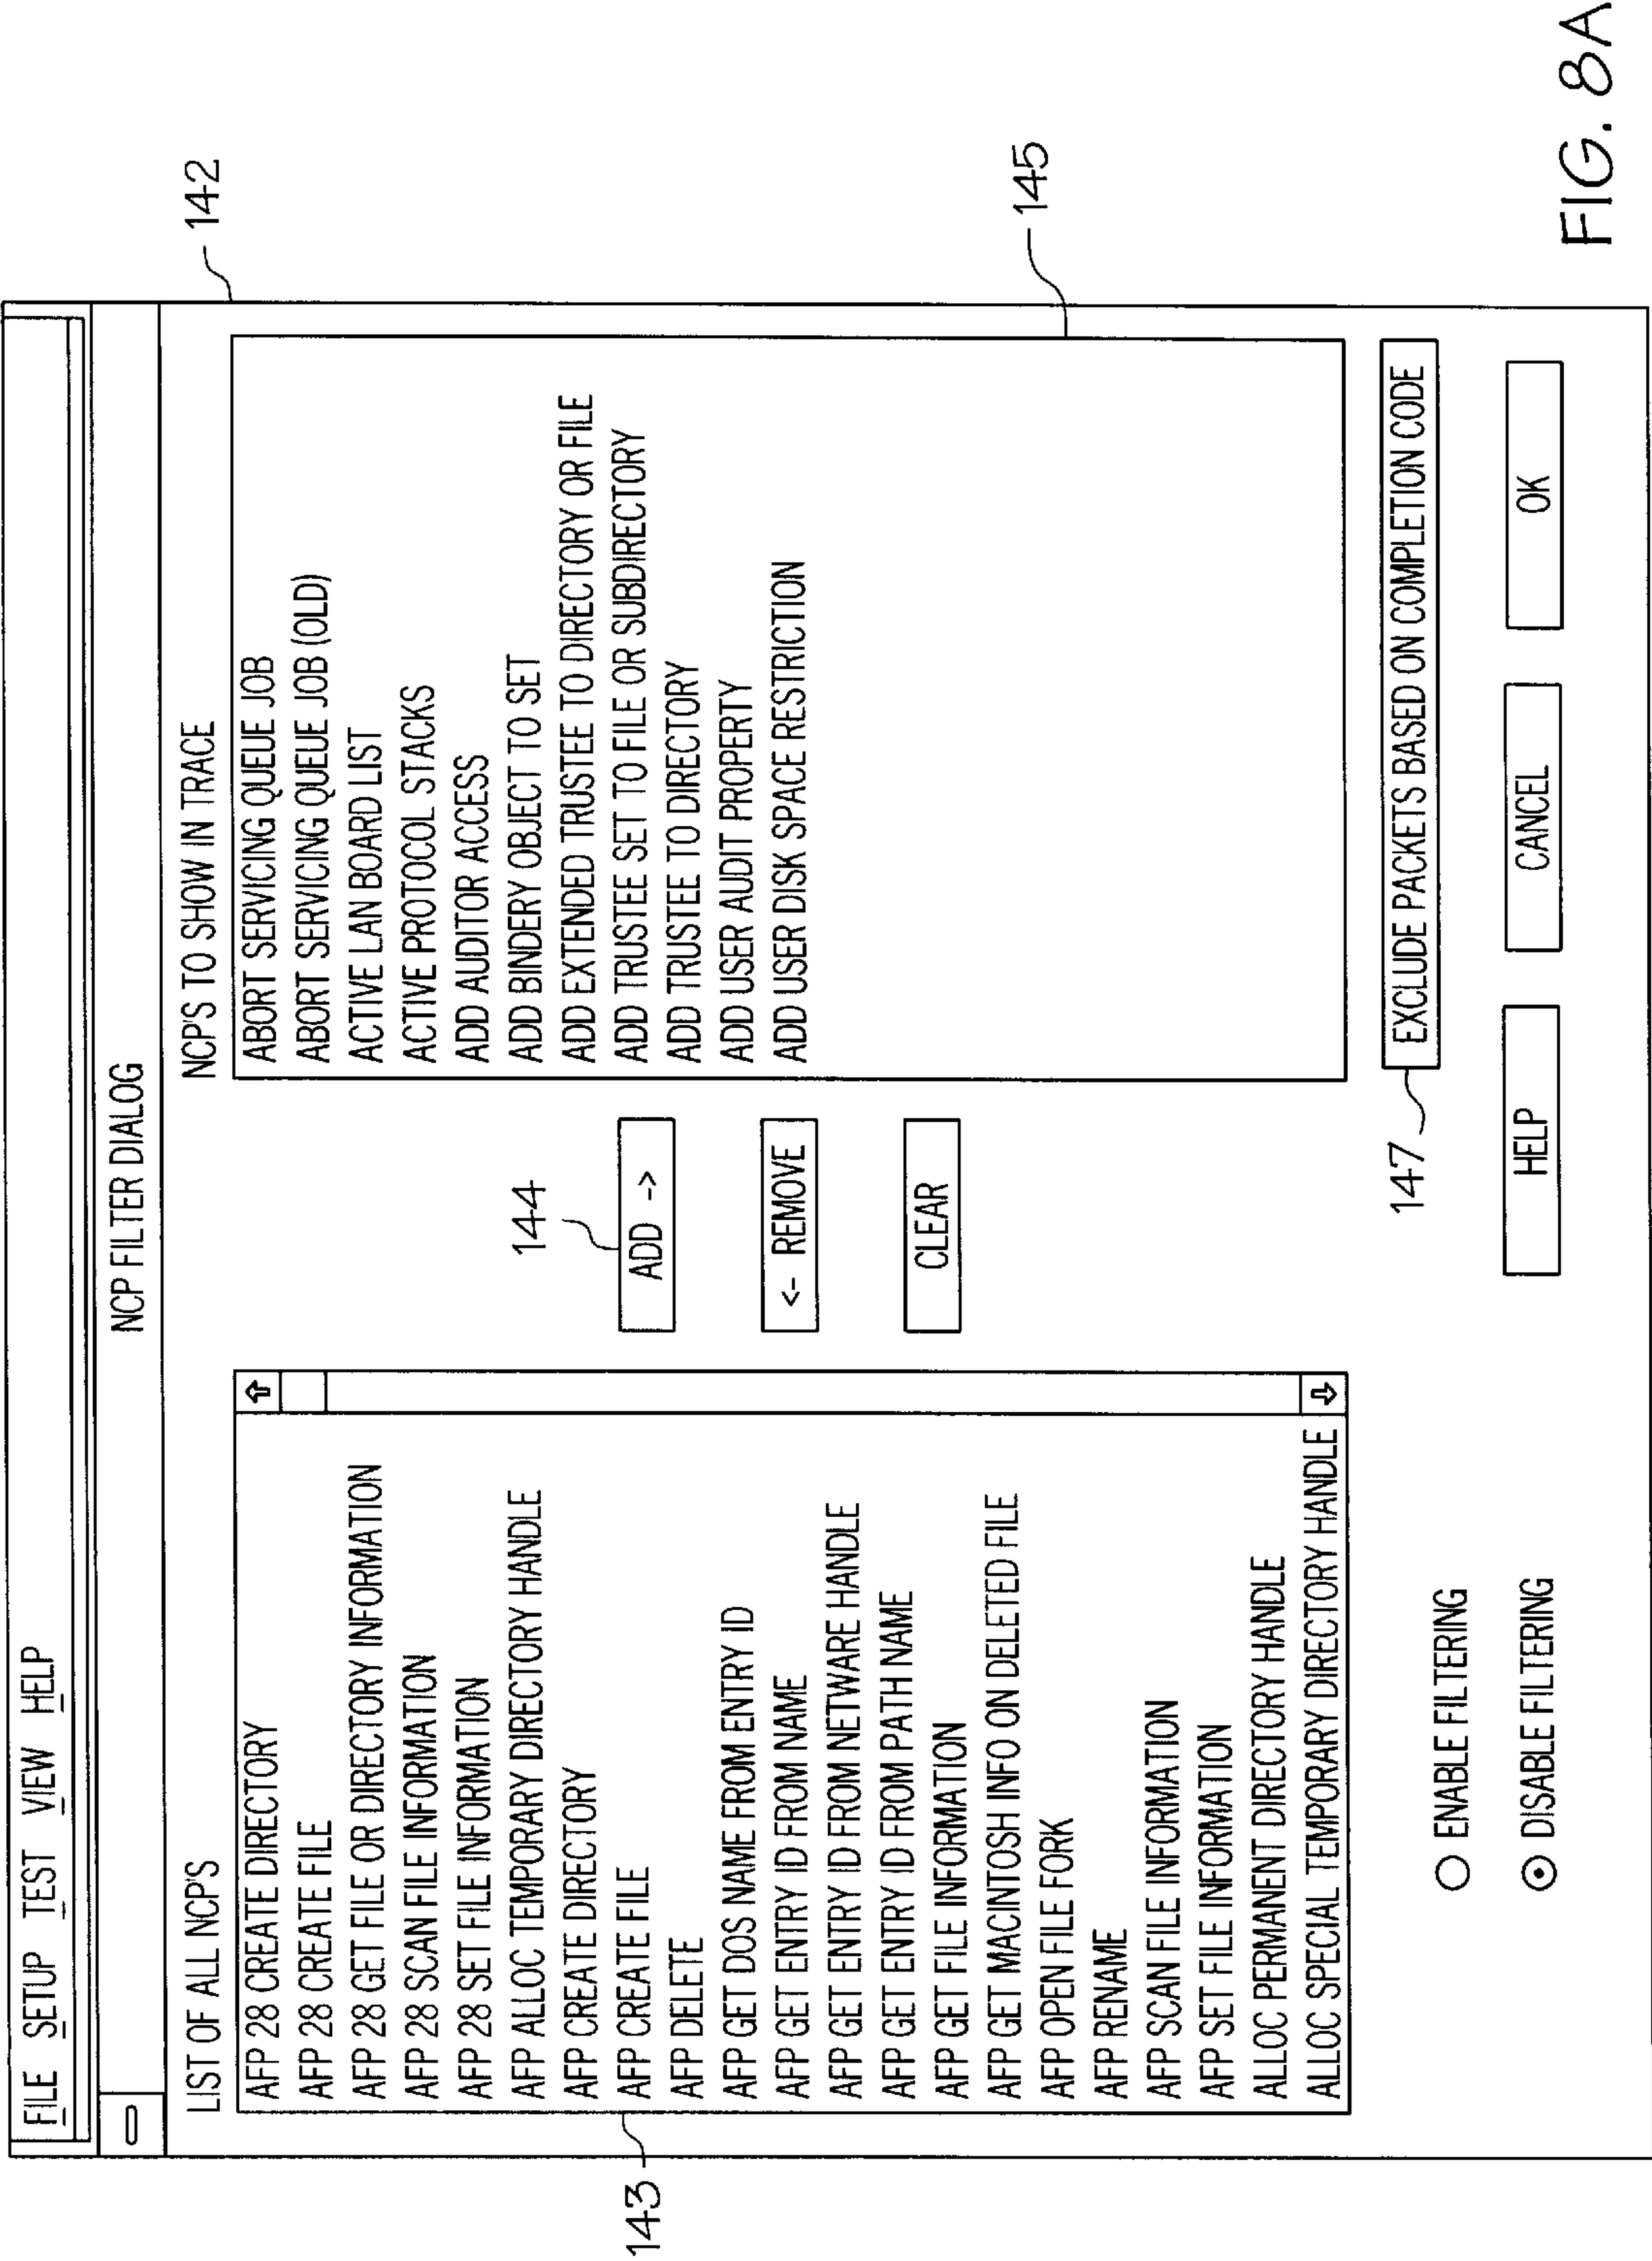 FILE SETUP TEST VIEW HELP
NCP FILTER DIALOG
142
LIST OF ALL NCP'S
AFP 28 CREATE DIRECTORY
AFP 28 CREATE FILE
AFP 28 GET FILE OR DIRECTORY INFORMATION
AFP 28 SCAN FILE INFORMATION
AFP 28 SET FILE INFORMATION
AFP ALLOC TEMPORARY DIRECTORY HANDLE
AFP CREATE DIRECTORY
AFP CREATE FILE
AFP DELETE
AFP GET DOS NAME FROM ENTRY ID
AFP GET ENTRY ID FROM NAME
AFP GET ENTRY ID FROM NETWARE HANDLE
AFP GET ENTRY ID FROM PATH NAME
AFP GET FILE INFORMATION
AFP GET MACINTOSH INFO ON DELETED FILE
AFP OPEN FILE FORK
AFP RENAME
AFP SCAN FILE INFORMATION
AFP SET FILE INFORMATION
ALLOC PERMANENT DIRECTORY HANDLE
ALLOC SPECIAL TEMPORARY DIRECTORY HANDLE
143
144
ADD ->
<- REMOVE
CLEAR
NCP'S TO SHOW IN TRACE
ABORT SERVICING QUEUE JOB
ABORT SERVICING QUEUE JOB (OLD)
ACTIVE LAN BOARD LIST
ACTIVE PROTOCOL STACKS
ADD AUDITOR ACCESS
ADD BINDERY OBJECT TO SET
ADD EXTENDED TRUSTEE TO DIRECTORY OR FILE
ADD TRUSTEE SET TO FILE OR SUBDIRECTORY
ADD TRUSTEE TO DIRECTORY
ADD USER AUDIT PROPERTY
ADD USER DISK SPACE RESTRICTION
145
147
EXCLUDE PACKETS BASED ON COMPLETION CODE
ENABLE FILTERING
DISABLE FILTERING
HELP
CANCEL
OK
FIG. 8A